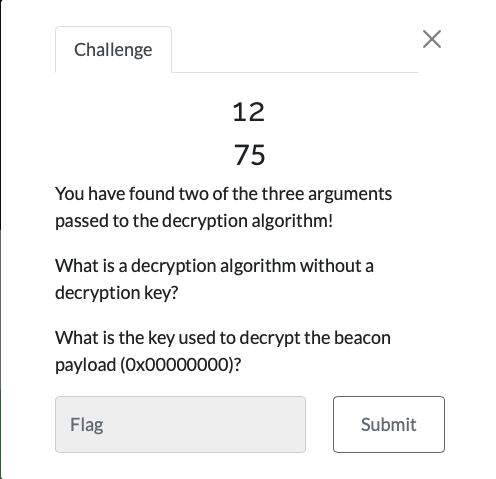 Challenge
12
75
You have found two of the three arguments
passed to the decryption algorithm!
What is a decryption algorithm without a
decryption key?
What is the key used to decrypt the beacon
payload (0x00000000)?
Flag
Submit